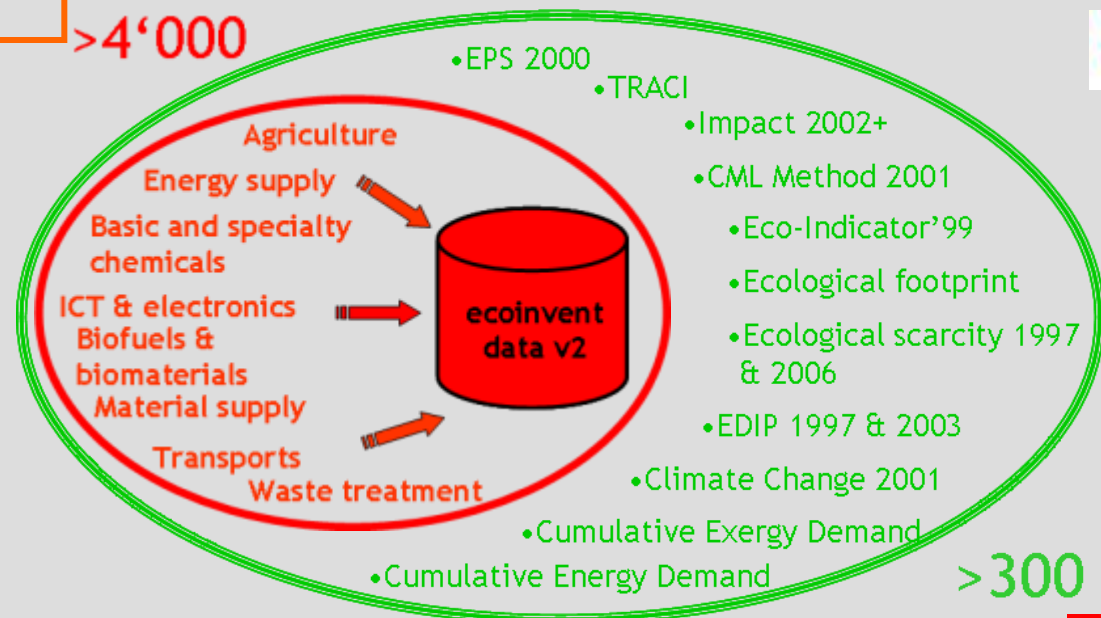 >4‘000
•EPS 2000
•TRACI
•Impact 2002+
•CML Method 2001
•Eco-Indicator’99
•Ecological footprint
•Ecological scarcity 1997
& 2006
•EDIP 1997 & 2003
•Climate Change 2001
•Cumulative Exergy Demand
•Cumulative Energy Demand
>300
Agriculture
Energy supply
Basic and specialty
chemicals
ICT & electronics
Biofuels &
biomaterials
Material supply
Transports
Waste treatment
ecoinvent
data v2